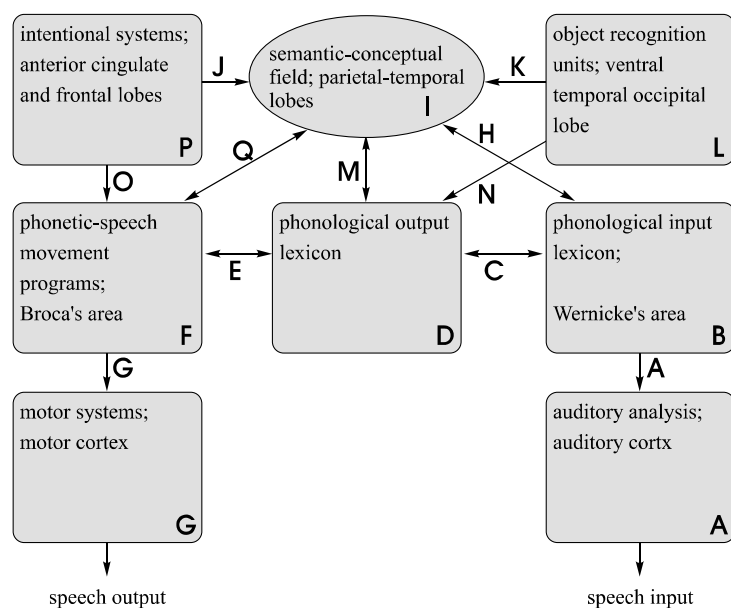 intentional systems;
anterior cingulate
and frontal lobes
P
J
semantic-conceptual
field; parietal-temporal
lobes
I
K
object recognition
units; ventral
temporal occipital
lobe
L
O
Q
M
H
N
phonetic-speech
movement
programs;
Broca's area
F
E
phonological output
lexicon
D
C
phonological input
lexicon;
Wernicke's area
B
G
A
motor systems;
motor cortex
G
auditory analysis;
auditory cortx
A
speech output
speech input